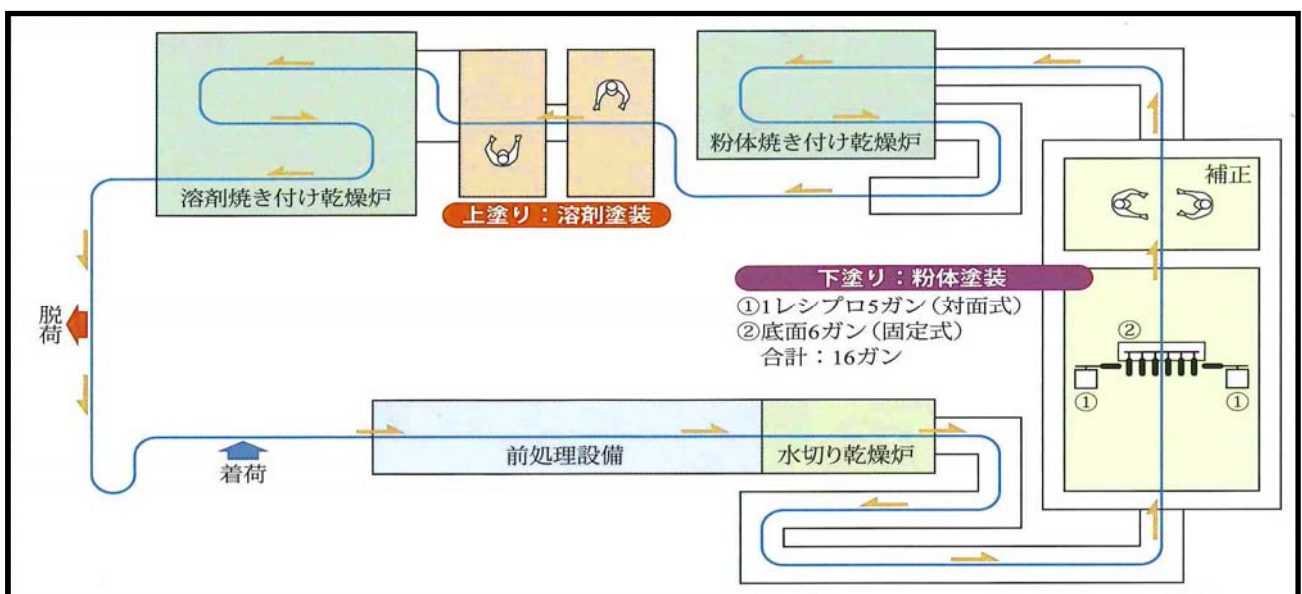 溶剤焼き付け乾燥炉
上塗り：溶剤塗装
粉体焼き付け乾燥炉
補正
下塗り：粉体塗装
①1レシプロ5ガン（対面式）
②底面6ガン（固定式）
合計：16ガン
②
①
①
脱荷
着荷
前処理設備
水切り乾燥炉